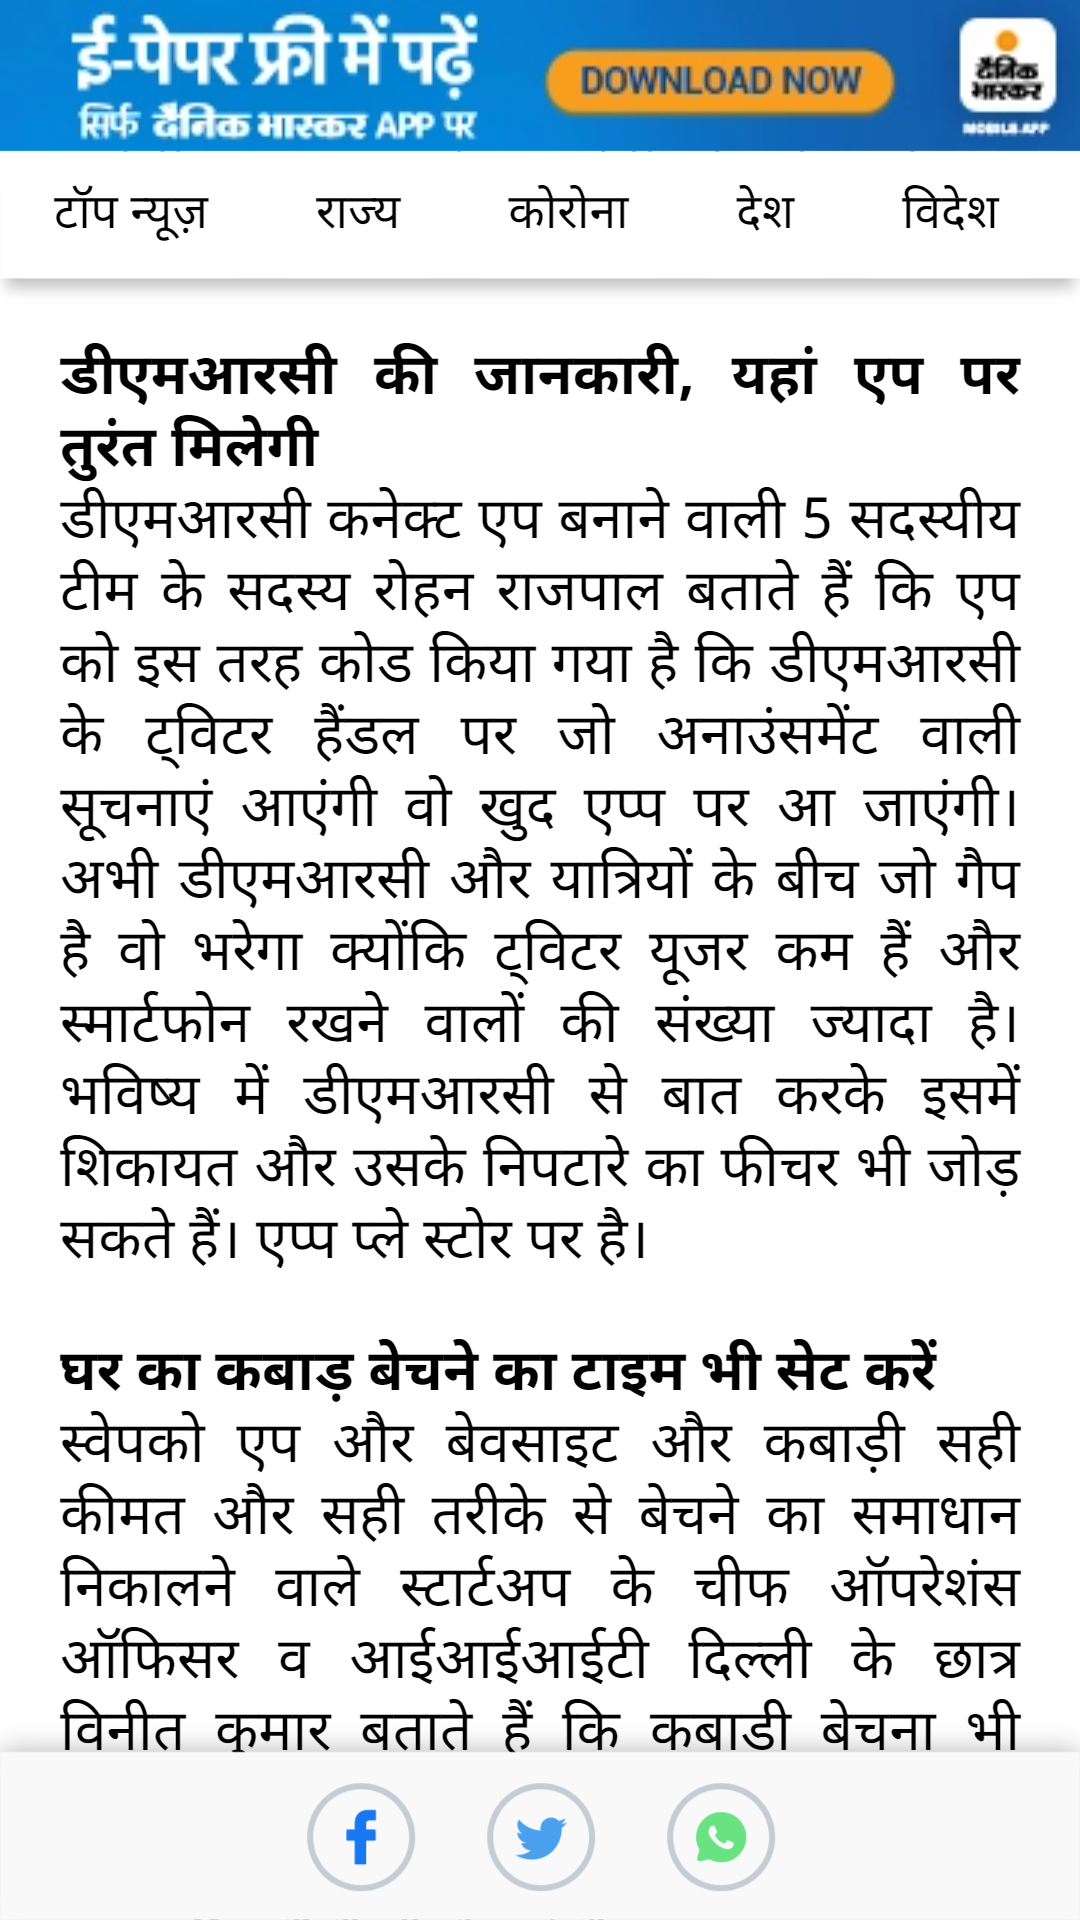 ई-पेपर फ्री में पढ़ें
सिर्फ दैनिक भास्कर APP पर
DOWNLOAD NOW
दैनिक
भास्कर
MOBILE APP
टॉप न्यूज़ राज्य कोरोना देश विदेश
डीएमआरसी की जानकारी, यहां एप पर
तुरंत मिलेगी
डीएमआरसी कनेक्ट एप बनाने वाली 5 सदस्यीय
टीम के सदस्य रोहन राजपाल बताते हैं कि एप
को इस तरह कोड किया गया है कि डीएमआरसी
के ट्विटर हैंडल पर जो अनाउंसमेंट वाली
सूचनाएं आएंगी वो खुद एप्प पर आ जाएंगी।
अभी डीएमआरसी और यात्रियों के बीच जो गैप
है वो भरेगा क्योंकि ट्विटर यूजर कम हैं और
स्मार्टफोन रखने वालों की संख्या ज्यादा है।
भविष्य में डीएमआरसी से बात करके इसमें
शिकायत और उसके निपटारे का फीचर भी जोड़
सकते हैं। एप्प प्ले स्टोर पर है।
घर का कबाड़ बेचने का टाइम भी सेट करें
स्वेपको एप और बेवसाइट और कबाड़ी सही
कीमत और सही तरीके से बेचने का समाधान
निकालने वाले स्टार्टअप के चीफ ऑपरेशंस
ऑफिसर व आईआईआईटी दिल्ली के छात्र
विनीत कुमार बताते हैं कि कबाड़ी बेचना भी